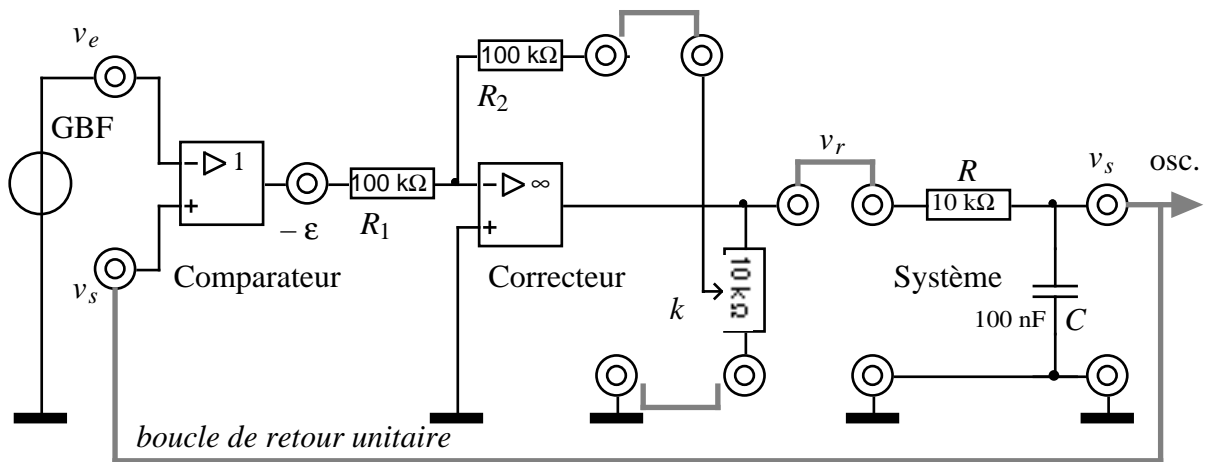 v_e
GBF
v_s
- ▷ 1
+
Comparateur
– ε
100 kΩ
R_1
100 kΩ
R_2
- ▷ ∞
+
Correcteur
k
10 kΩ
v_r
R
10 kΩ
Système
100 nF C
v_s
osc.
boucle de retour unitaire